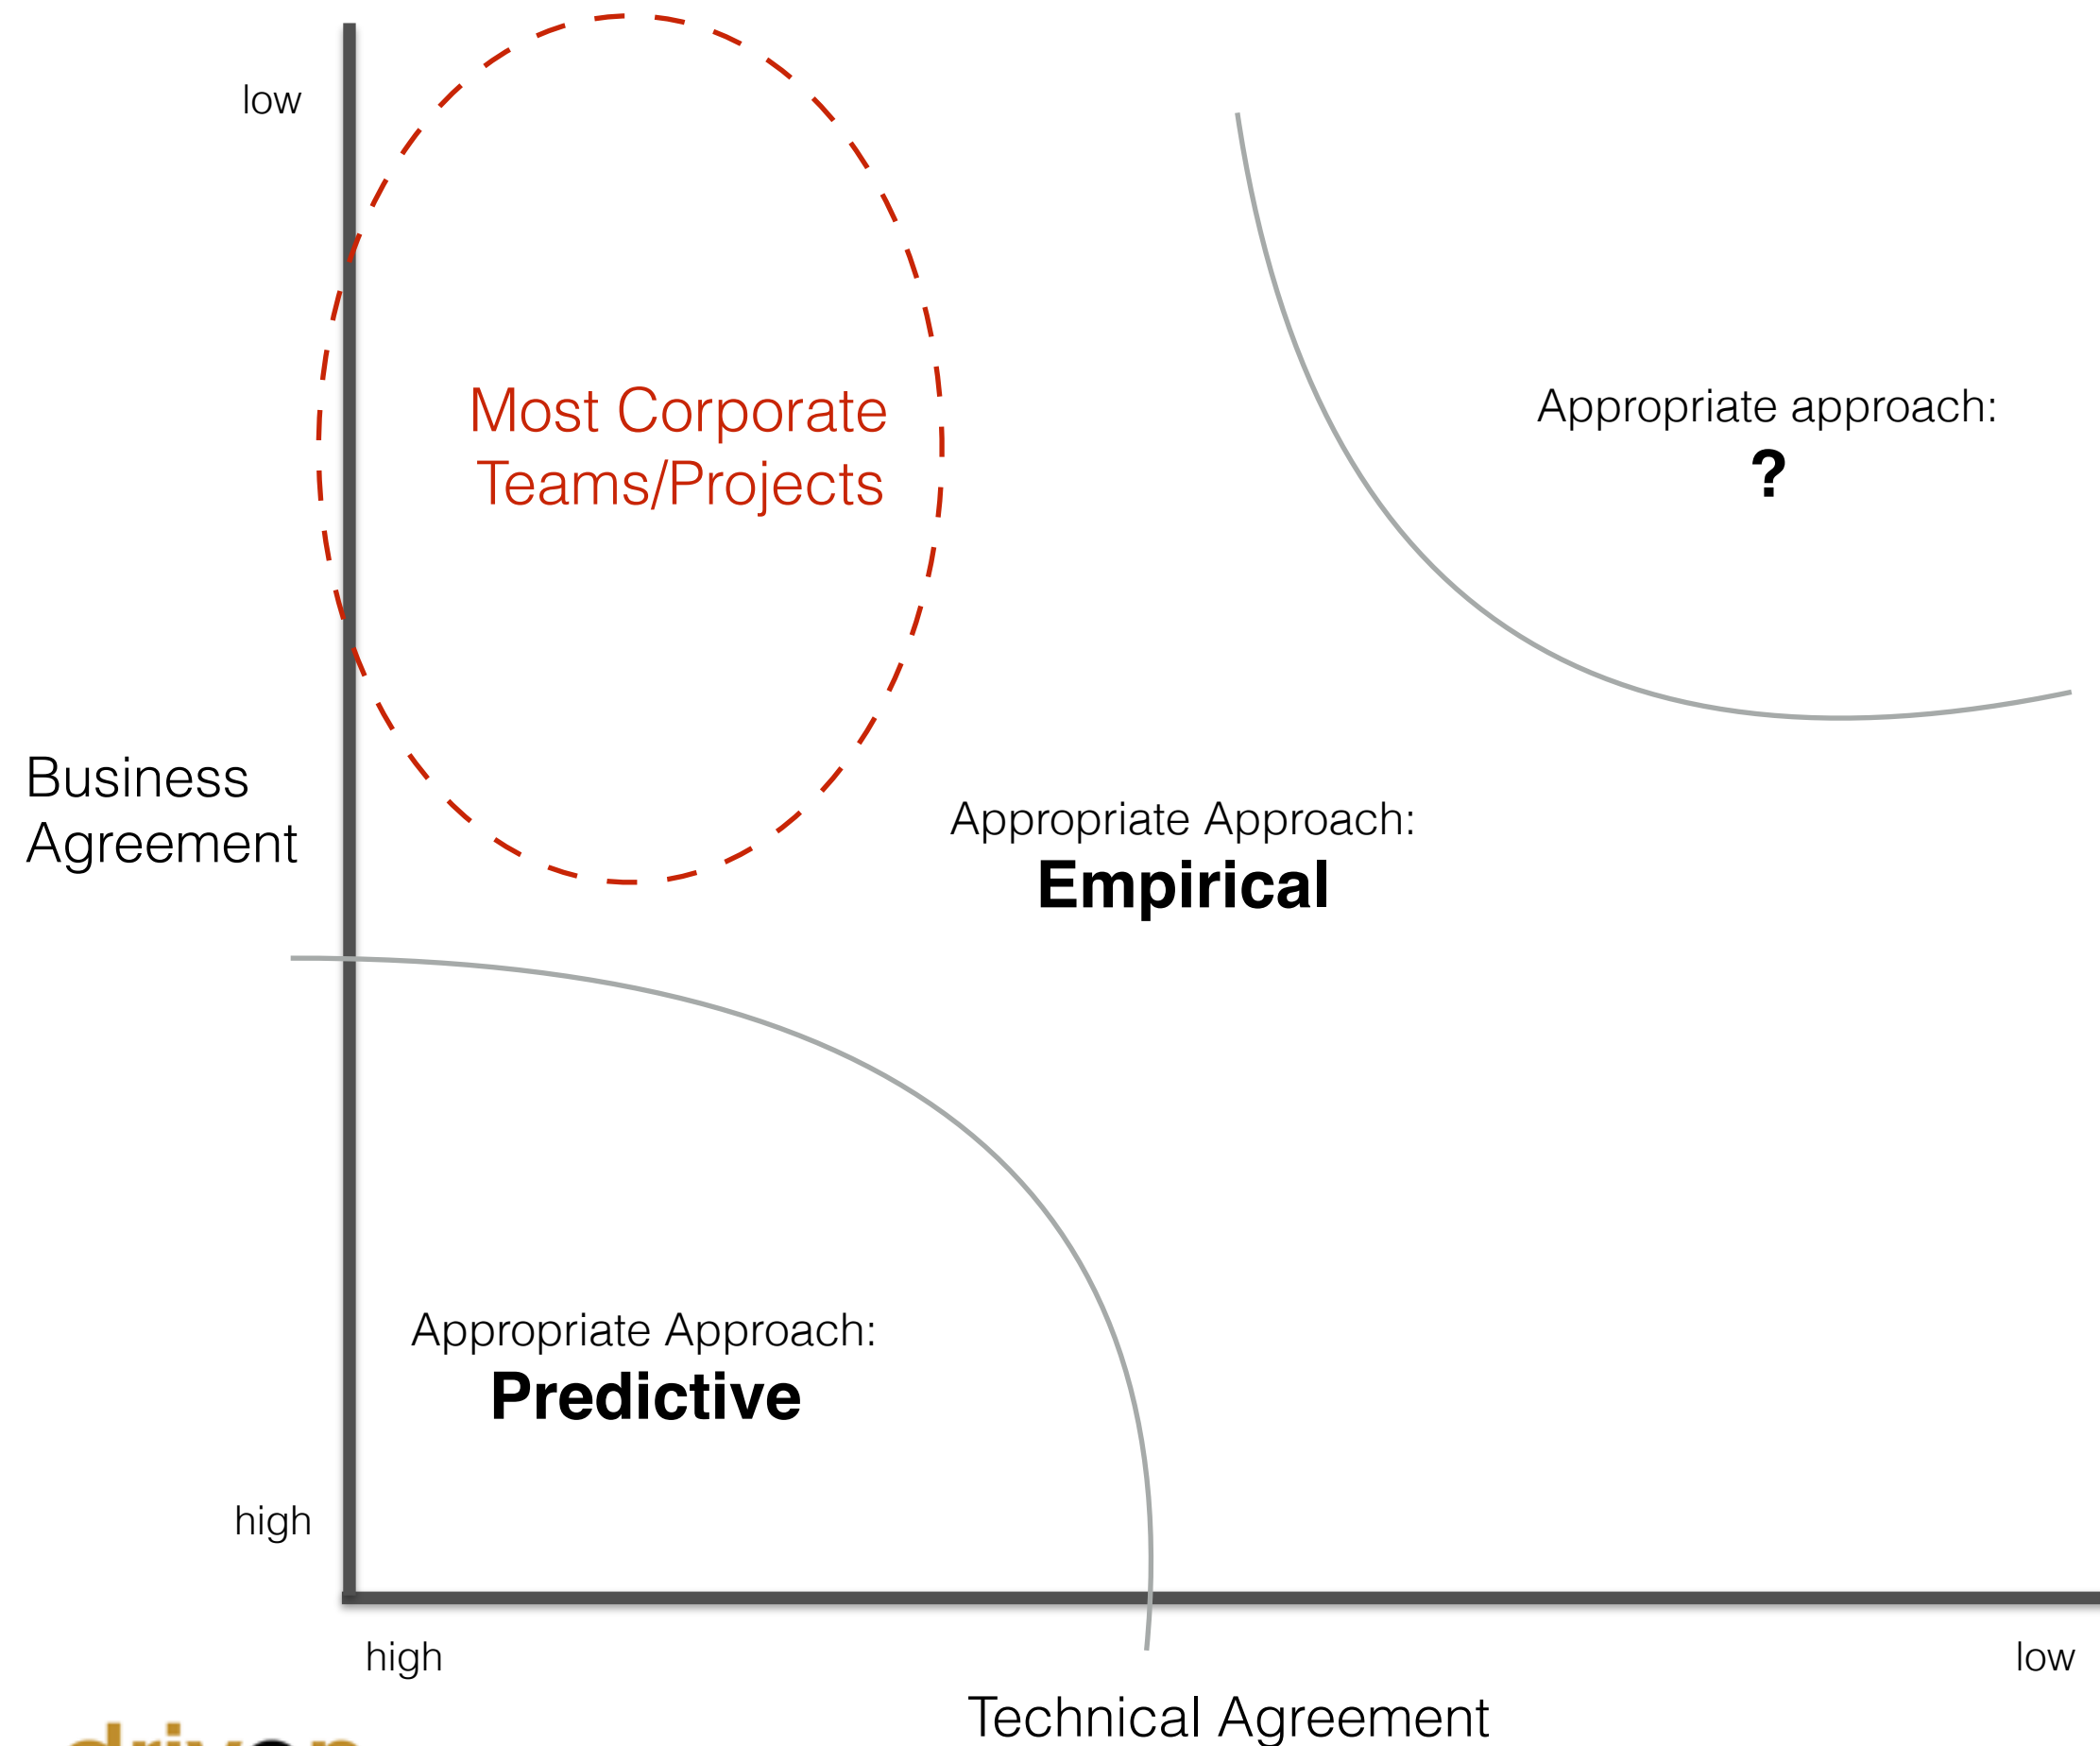 low
Most Corporate
Teams/Projects
Appropriate approach:
?
Business
Agreement
Appropriate Approach:
Empirical
Appropriate Approach:
Predictive
high
high
low
Technical Agreement